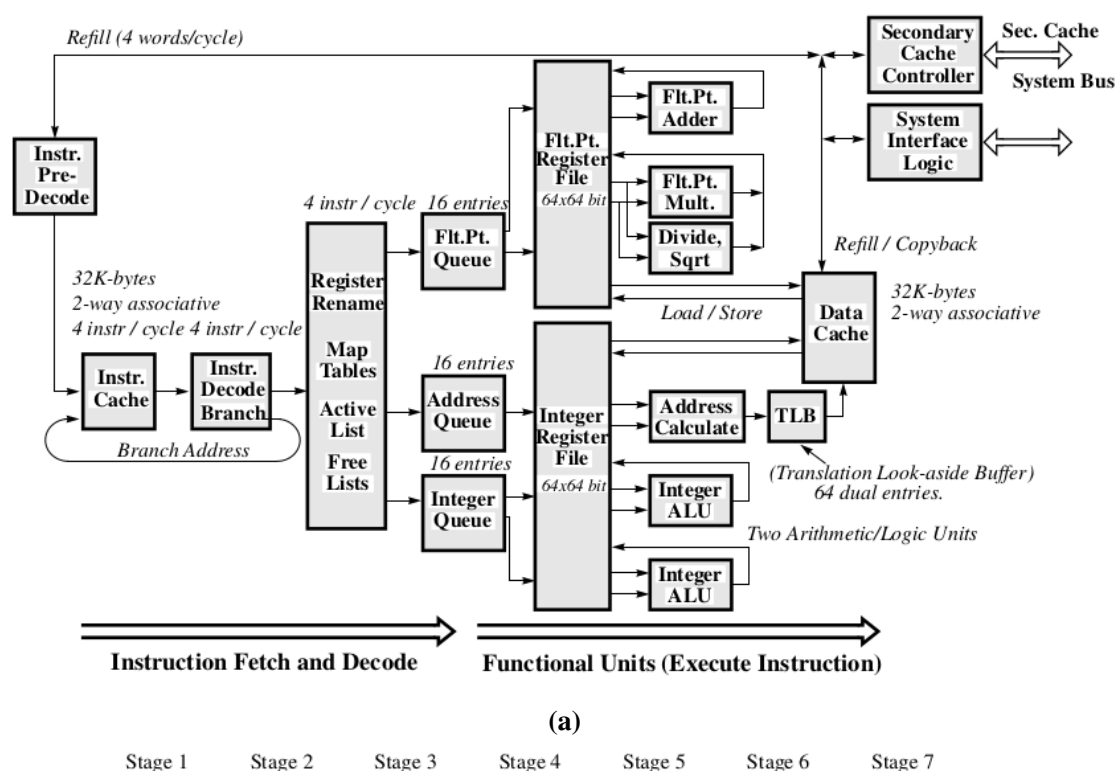 Refill (4 words/cycle)
Secondary
Cache
Controller
Sec. Cache
System Bus
System
Interface
Logic
Instr.
Pre-
Decode
Flt.Pt.
Adder
Flt.Pt.
Register
File
64x64 bit
Flt.Pt.
Mult.
Divide,
Sqrt
4 instr / cycle
16 entries
Flt.Pt.
Queue
Refill / Copyback
32K-bytes
2-way associative
Data
Cache
Load / Store
32K-bytes
2-way associative
4 instr / cycle
4 instr / cycle
Instr.
Cache
Instr.
Decode
Branch
Branch Address
Register
Rename
Map
Tables
Active
List
Free
Lists
16 entries
Address
Queue
16 entries
Integer
Queue
Integer
Register
File
64x64 bit
Address
Calculate
TLB
(Translation Look-aside Buffer)
64 dual entries.
Integer
ALU
Two Arithmetic/Logic Units
Integer
ALU
Instruction Fetch and Decode
Functional Units (Execute Instruction)
(a)
Stage 1 Stage 2 Stage 3 Stage 4 Stage 5 Stage 6 Stage 7